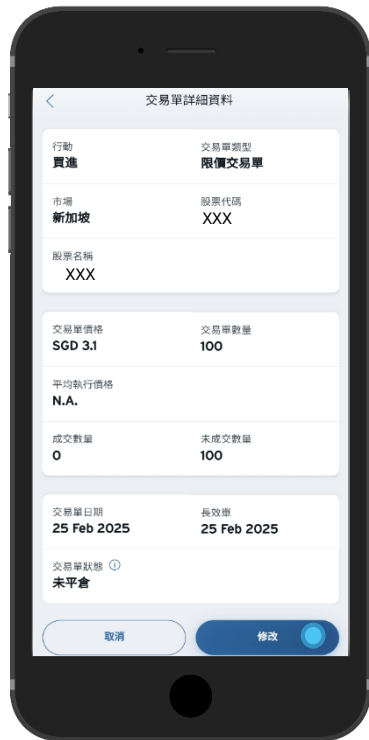 交易單詳細資料
行動 交易單類型
買進 限價交易單
市場 股票代碼
新加坡 XXX
股票名稱
XXX
交易單價格 交易單數量
SGD 3.1 100
平均執行價格
N.A.
成交數量 未成交數量
0 100
交易單日期 長效單
25 Feb 2025 25 Feb 2025
交易單狀態
未平倉
取消 修改